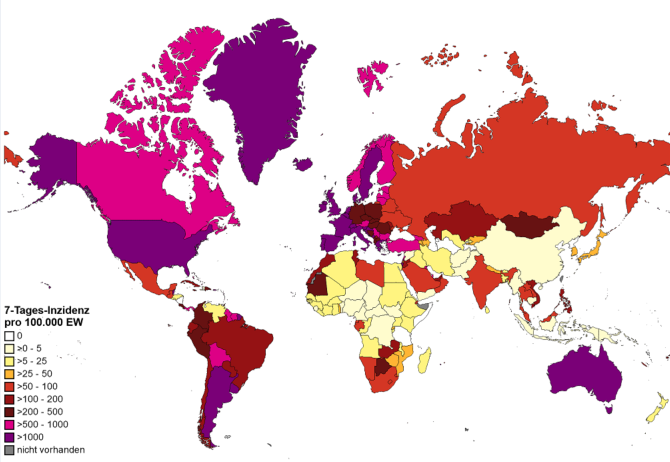 7-Tages-Inzidenz
pro 100.000 EW
0
>0 - 5
>5 - 25
>25 - 50
>50 - 100
>100 - 200
>200 - 500
>500 - 1000
>1000
nicht vorhanden